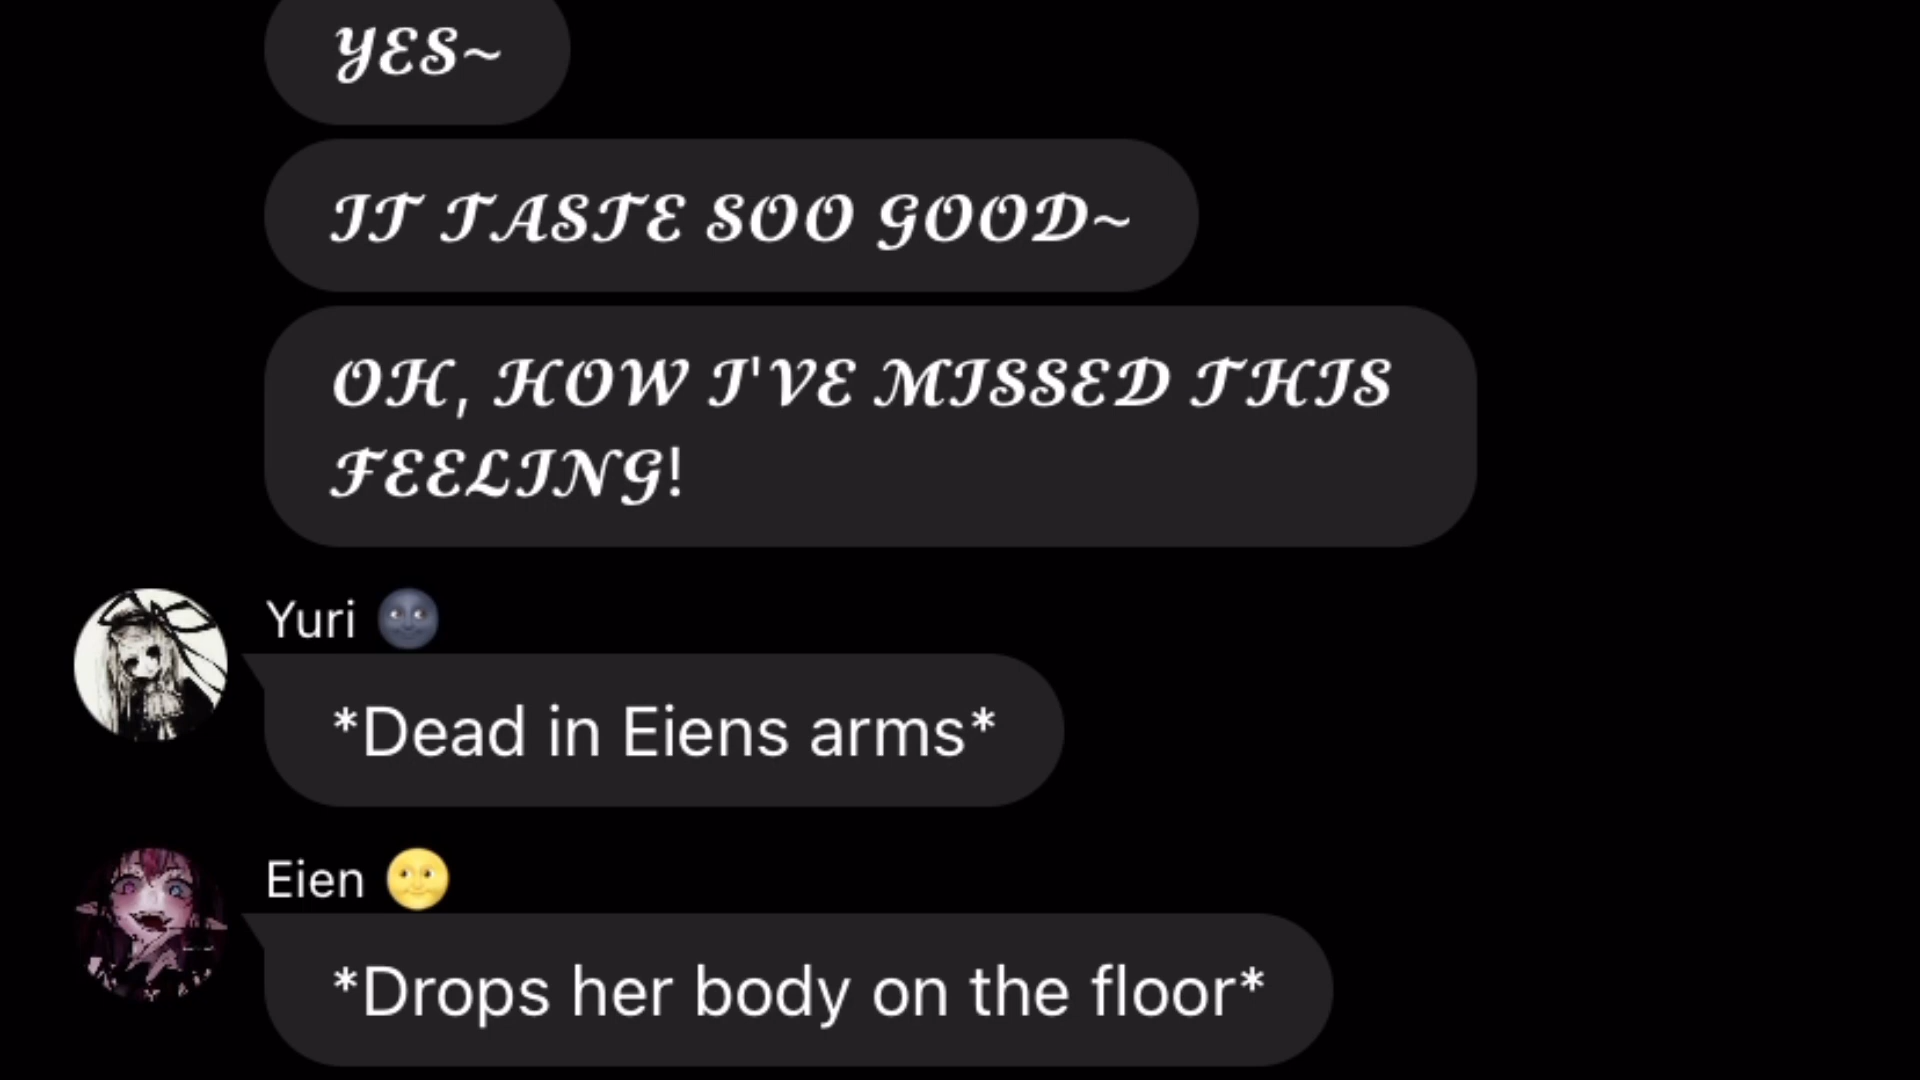 𝓨𝓔𝓢~
𝓘𝓣 𝓣𝓐𝓢𝓣𝓔 𝓢𝓞𝓞 𝓖𝓞𝓞𝓓~
𝓞𝓗, 𝓗𝓞𝓦 𝓘'𝓥𝓔 𝓜𝓘𝓢𝓢𝓔𝓓 𝓣𝓗𝓘𝓢
𝓕𝓔𝓔𝓛𝓘𝓝𝓖!
Yuri 🌚
*Dead in Eiens arms*
Eien 🌝
*Drops her body on the floor*